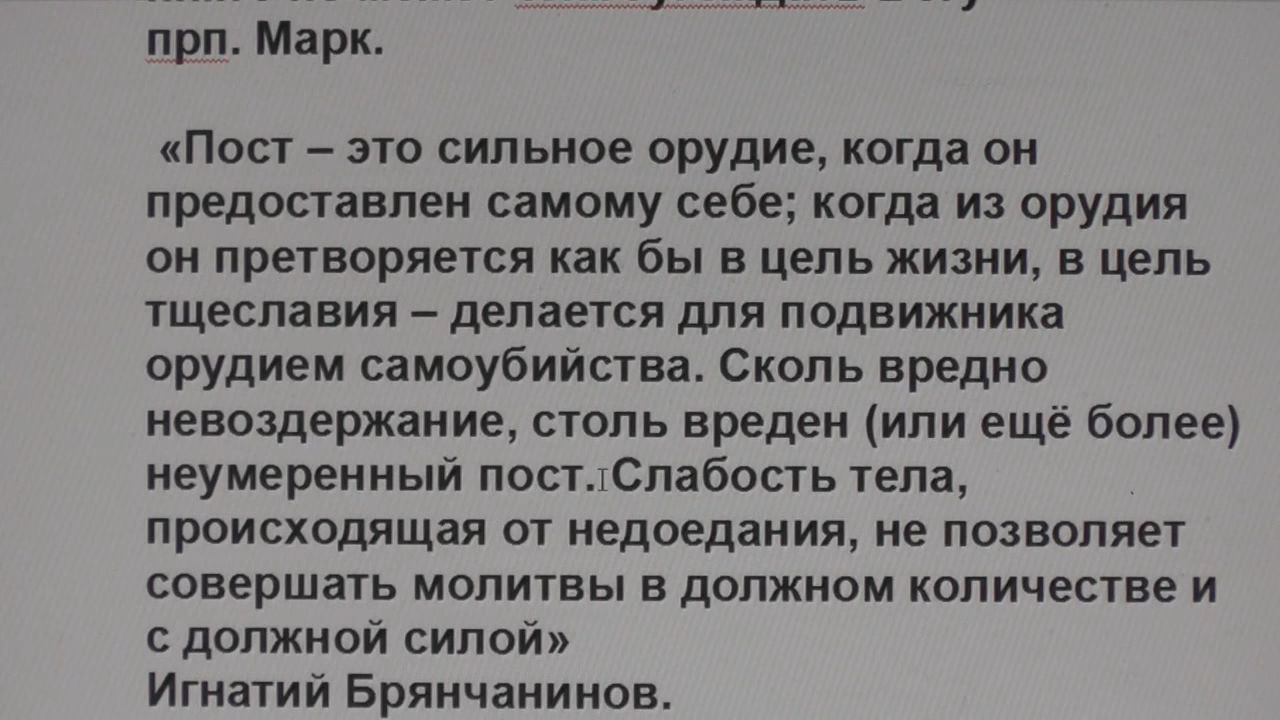 прп. Марк.
«Пост – это сильное орудие, когда он
предоставлен самому себе; когда из орудия
он претворяется как бы в цель жизни, в цель
тщеславия – делается для подвижника
орудием самоубийства. Сколь вредно
невоздержание, столь вреден (или ещё более)
неумеренный пост. Слабость тела,
происходящая от недоедания, не позволяет
совершать молитвы в должном количестве и
с должной силой»
Игнатий Брянчанинов.